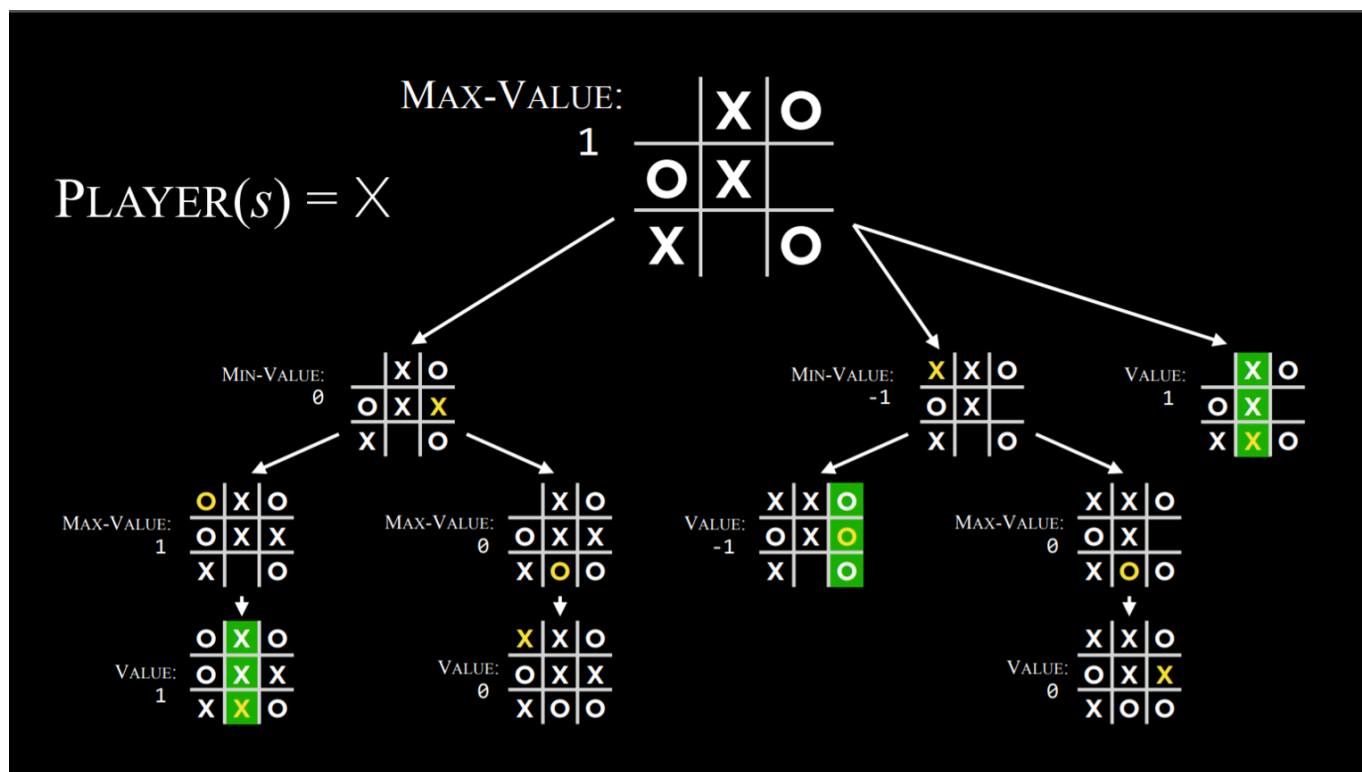 MAX-VALUE:
1
X O
O X
X O
PLAYER(s) = X
MIN-VALUE:
0
X O
O X X
X O
MIN-VALUE:
-1
X X O
O X
X O
VALUE:
1
X O
O X
X X O
MAX-VALUE:
1
O X O
O X X
X O
MAX-VALUE:
0
X O
O X X
X O O
VALUE:
-1
X X O
O X O
X O
MAX-VALUE:
0
X X O
O X
X O O
VALUE:
1
O X O
O X X
X X O
VALUE:
0
X X O
O X X
X O O
VALUE:
0
X X O
O X X
X O O